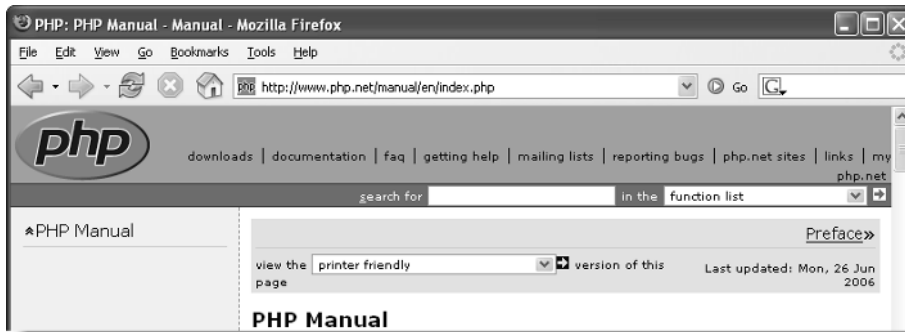 PHP: PHP Manual - Manual - Mozilla Firefox
File Edit View Go Bookmarks Tools Help
php http://www.php.net/manual/en/index.php Go G
php
downloads | documentation | faq | getting help | mailing lists | reporting bugs | php.net sites | links | my
php.net
search for in the function list
PHP Manual
Preface»
view the printer friendly version of this
page
Last updated: Mon, 26 Jun
2006
PHP Manual